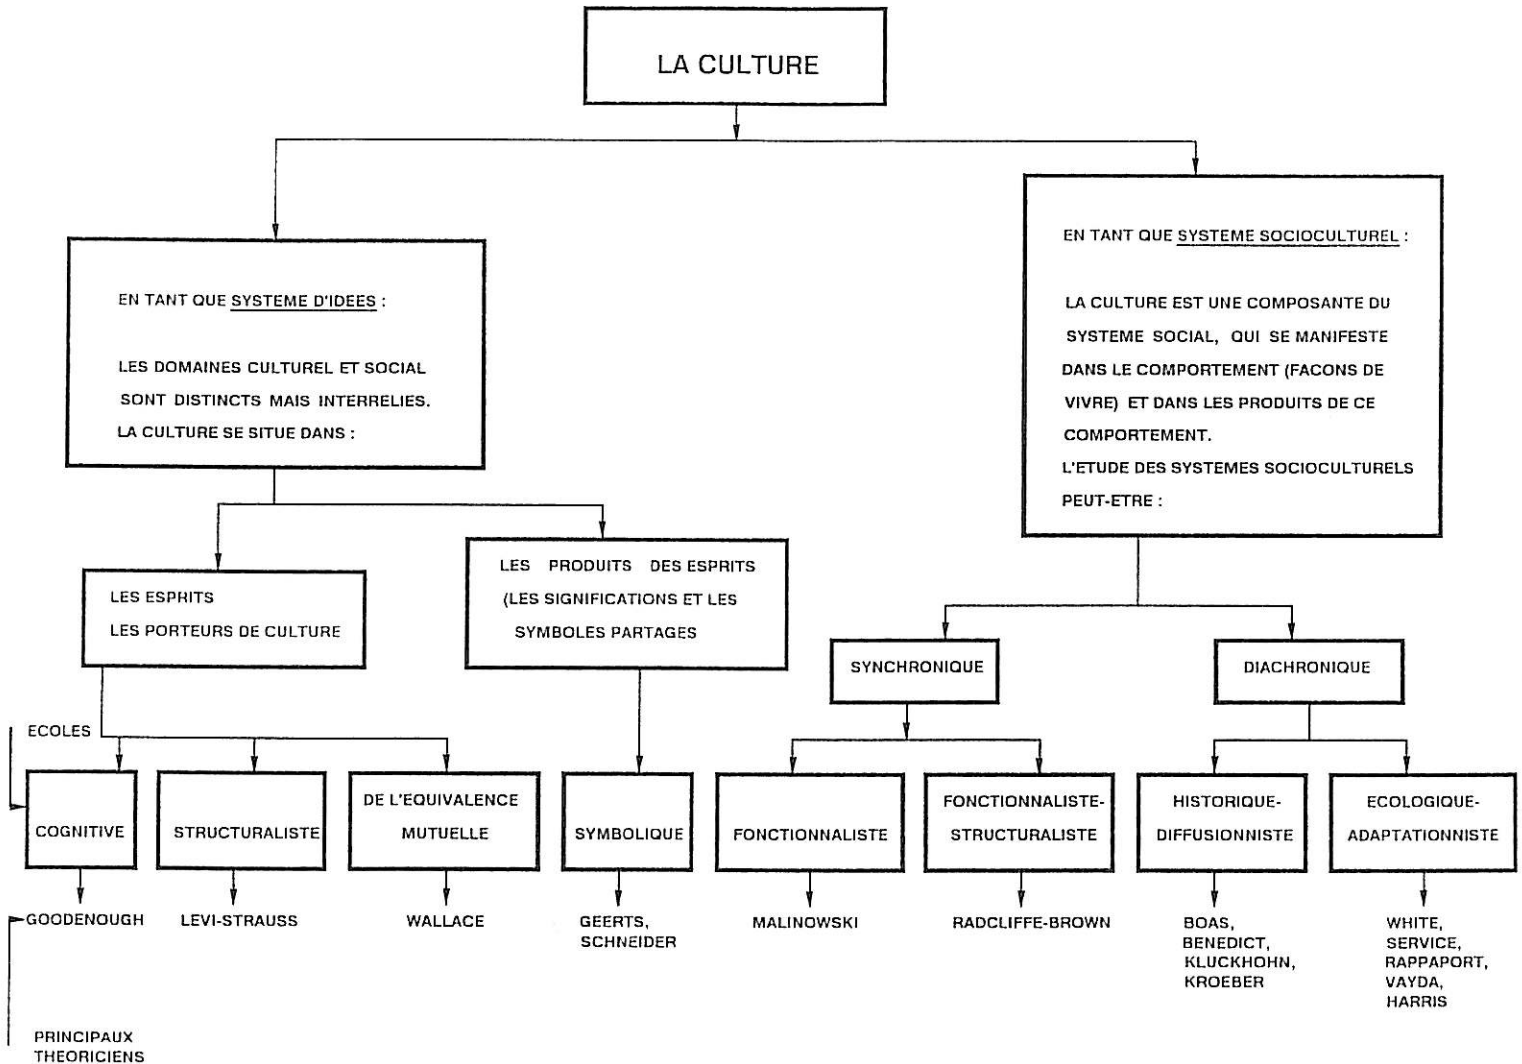 LA CULTURE
EN TANT QUE SYSTEME D'IDEES :
LES DOMAINES CULTUREL ET SOCIAL
SONT DISTINCTS MAIS INTERRELIES.
LA CULTURE SE SITUE DANS :
EN TANT QUE SYSTEME SOCIOCULTUREL :
LA CULTURE EST UNE COMPOSANTE DU
SYSTEME SOCIAL, QUI SE MANIFESTE
DANS LE COMPORTEMENT (FACONS DE
VIVRE) ET DANS LES PRODUITS DE CE
COMPORTEMENT.
L'ETUDE DES SYSTEMES SOCIOCULTURELS
PEUT-ETRE :
LES ESPRITS
LES PORTEURS DE CULTURE
LES PRODUITS DES ESPRITS
(LES SIGNIFICATIONS ET LES
SYMBOLES PARTAGES
SYNCHRONIQUE
DIACHRONIQUE
ECOLES
COGNITIVE
STRUCTURALISTE
DE L'EQUIVALENCE
MUTUELLE
SYMBOLIQUE
FONCTIONNALISTE
FONCTIONNALISTE-
STRUCTURALISTE
HISTORIQUE-
DIFFUSIONNISTE
ECOLOGIQUE-
ADAPTATIONNISTE
GOODENOUGH
LEVI-STRAUSS
WALLACE
GEERTS,
SCHNEIDER
MALINOWSKI
RADCLIFFE-BROWN
BOAS,
BENEDICT,
KLUCKHOHN,
KROEBER
WHITE,
SERVICE,
RAPPAPORT,
VAYDA,
HARRIS
PRINCIPAUX
THEORICIENS